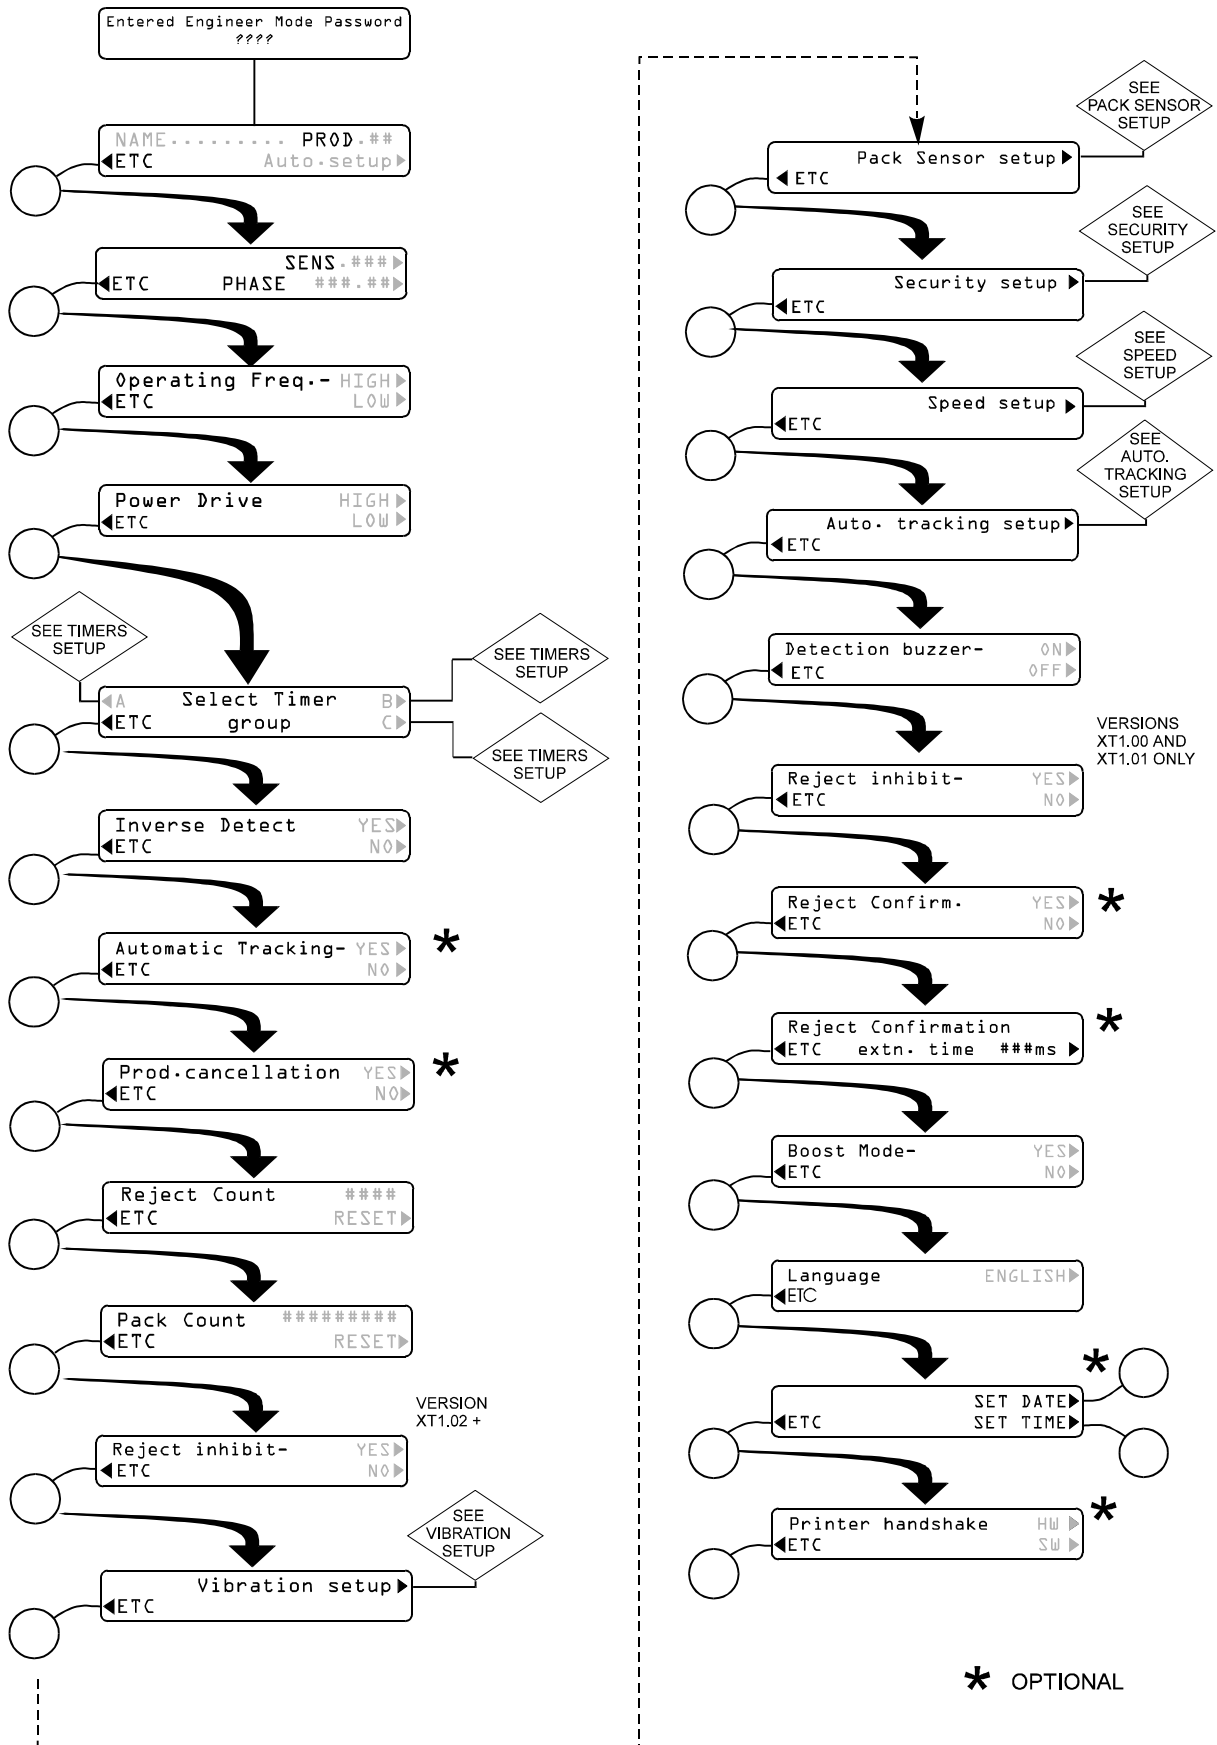 Entered Engineer Mode Password
????
NAME......... PROD.##
◀ETC Auto.setup▶
SENS.###▶
◀ETC PHASE ###.##▶
Operating Freq.- HIGH▶
◀ETC LOW▶
Power Drive HIGH▶
◀ETC LOW▶
SEE TIMERS
SETUP
SEE TIMERS
SETUP
◀A Select Timer B▶
◀ETC group C▶
SEE TIMERS
SETUP
Inverse Detect YES▶
◀ETC NO▶
Automatic Tracking- YES▶ *
◀ETC NO▶
Prod.cancellation YES▶ *
◀ETC NO▶
Reject Count ####
◀ETC RESET▶
Pack Count #########
◀ETC RESET▶
VERSION
XT1.02 +
Reject inhibit- YES▶
◀ETC NO▶
SEE
VIBRATION
SETUP
Vibration setup▶
◀ETC
SEE
PACK SENSOR
SETUP
Pack Sensor setup▶
◀ ETC
SEE
SECURITY
SETUP
Security setup ▶
◀ETC
SEE
SPEED
SETUP
Speed setup ▶
◀ETC
SEE
AUTO.
TRACKING
SETUP
Auto. tracking setup▶
◀ETC
Detection buzzer- ON▶
◀ ETC OFF▶
VERSIONS
XT1.00 AND
XT1.01 ONLY
Reject inhibit- YES▶
◀ETC NO▶
Reject Confirm. YES▶ *
◀ETC NO▶
Reject Confirmation *
◀ETC extn. time ###ms ▶
Boost Mode- YES▶
◀ETC NO▶
Language ENGLISH▶
◀ETC
SET DATE▶ *
◀ETC SET TIME▶
Printer handshake HW ▶ *
◀ETC SW ▶
* OPTIONAL